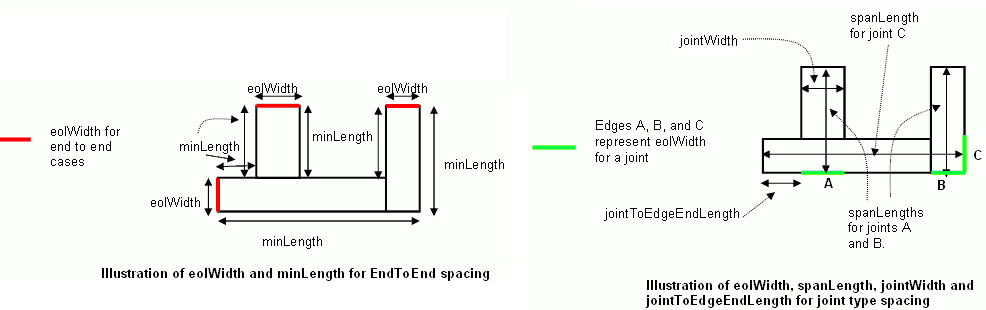 eolWidth
eolWidth
eolWidth for
end to end
cases
minLength
minLength
minLength
minLength
eolWidth
minLength
Illustration of eolWidth and minLength for EndToEnd spacing
spanLength
for joint C
jointWidth
Edges A, B, and C
represent eolWidth
for a joint
C
A
B
jointToEdgeEndLength
spanLengths
for joints A
and B.
Illustration of eolWidth, spanLength, jointWidth and
jointToEdgeEndLength for joint type spacing